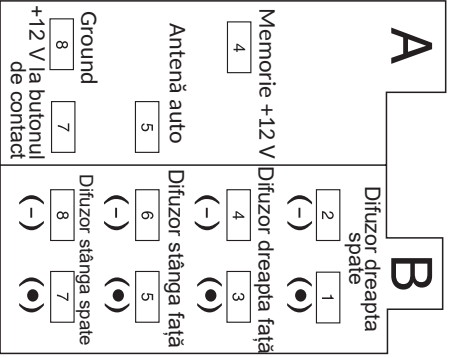 A
Memorie +12 V
4
Antenă auto
5
Ground
8
7
+12 V la butonul
de contact
B
Difuzor dreapta
spate
2 1
(-) (●)
Difuzor dreapta față
4 3
(-) (●)
Difuzor stânga față
6 5
(-) (●)
Difuzor stânga spate
8 7
(-) (●)